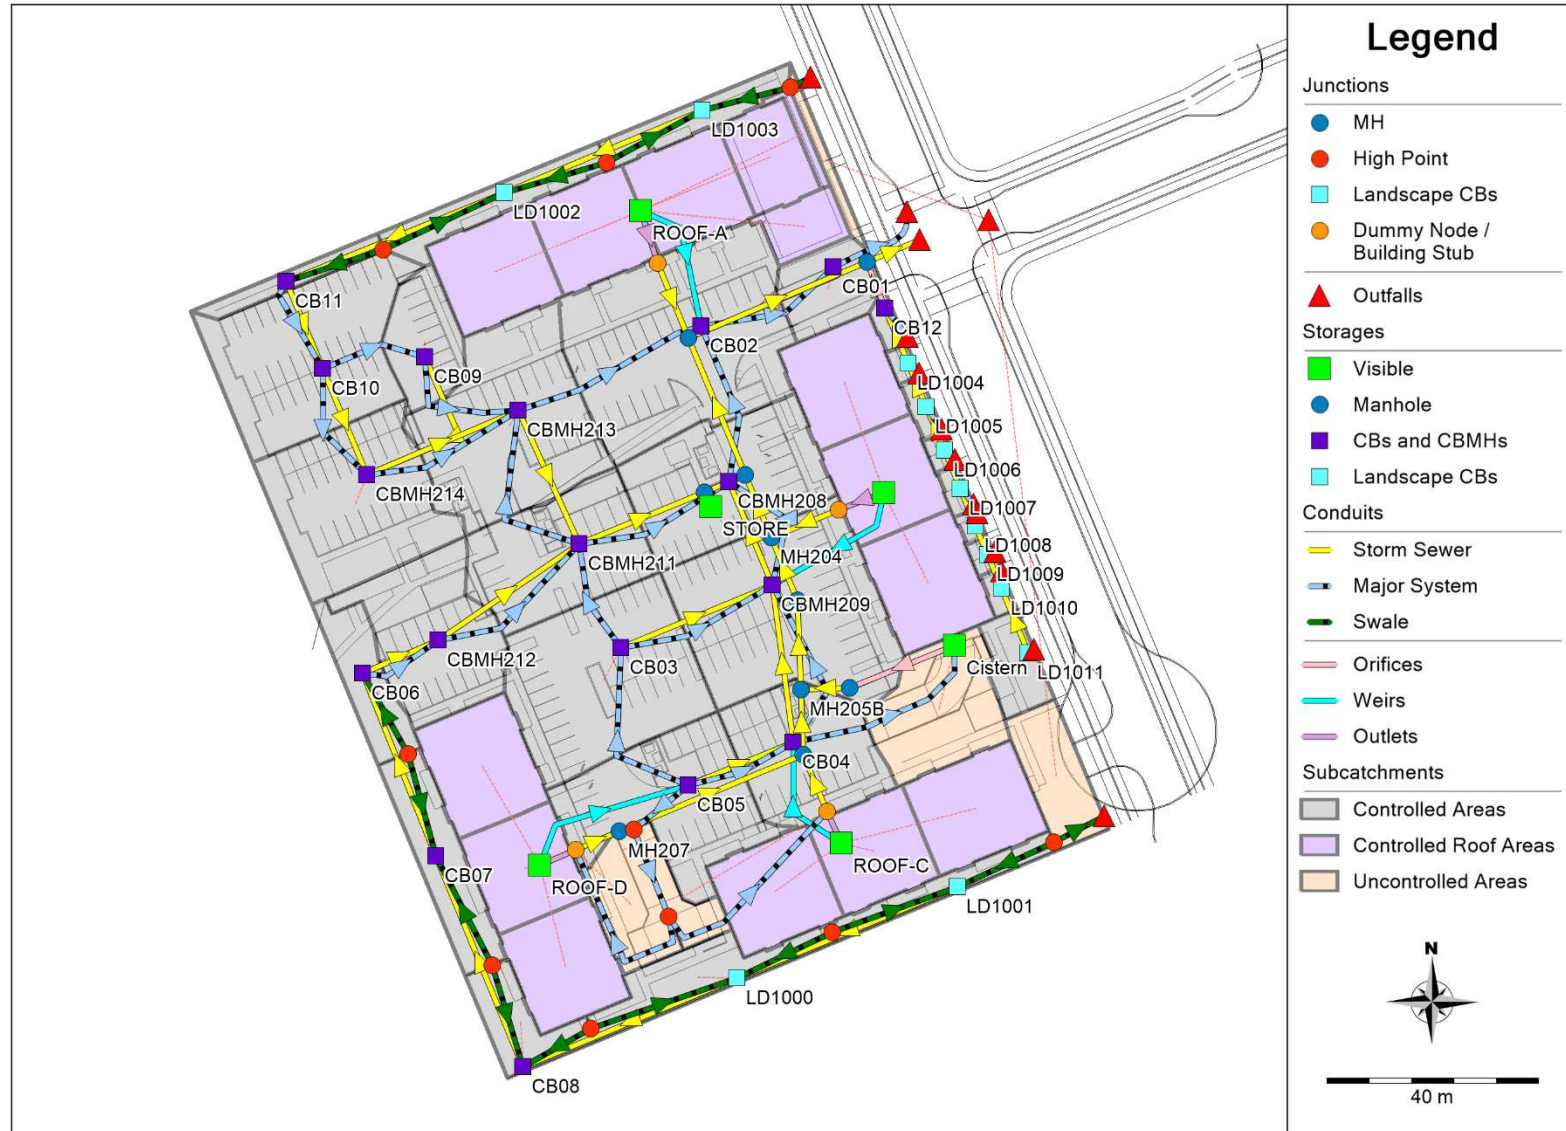 LD1003
LD1002
ROOF-A
CB01
CB11
CB12
CB02
CB10
CB09
LD1004
CBMH213
LD1005
LD1006
CBMH214
CBMH208
LD1007
STORE
LD1008
CBMH211
MH204
LD1009
CBMH209
LD1010
CBMH212
CB03
Cistern
LD1011
CB06
MH205B
CB04
CB05
MH207
ROOF-C
CB07
ROOF-D
LD1001
LD1000
CB08
Legend
Junctions
MH
High Point
Landscape CBs
Dummy Node /
Building Stub
Outfalls
Storages
Visible
Manhole
CBs and CBMHs
Landscape CBs
Conduits
Storm Sewer
Major System
Swale
Orifices
Weirs
Outlets
Subcatchments
Controlled Areas
Controlled Roof Areas
Uncontrolled Areas
N
40 m